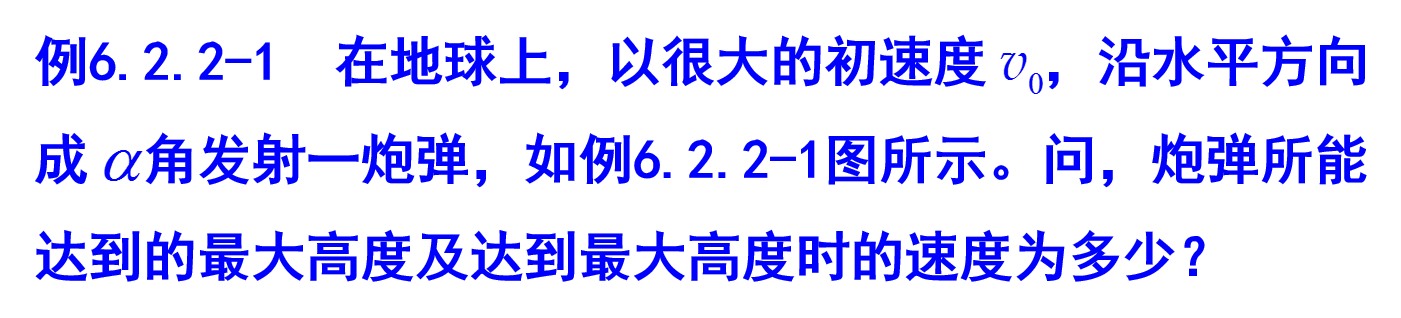 例6.2.2-1　在地球上，以很大的初速度 v₀，沿水平方向
成 α角发射一炮弹，如例6.2.2-1图所示。问，炮弹所能
达到的最大高度及达到最大高度时的速度为多少？